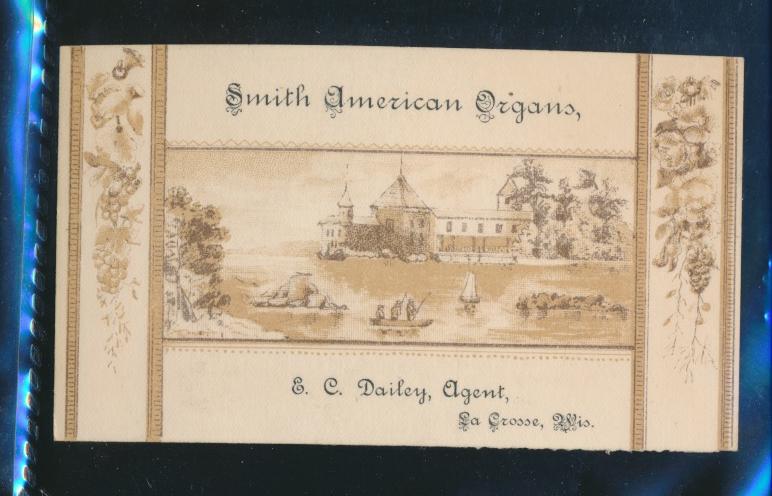 Smith American Organs,
E. C. Dailey, Agent,
La Crosse, Wis.